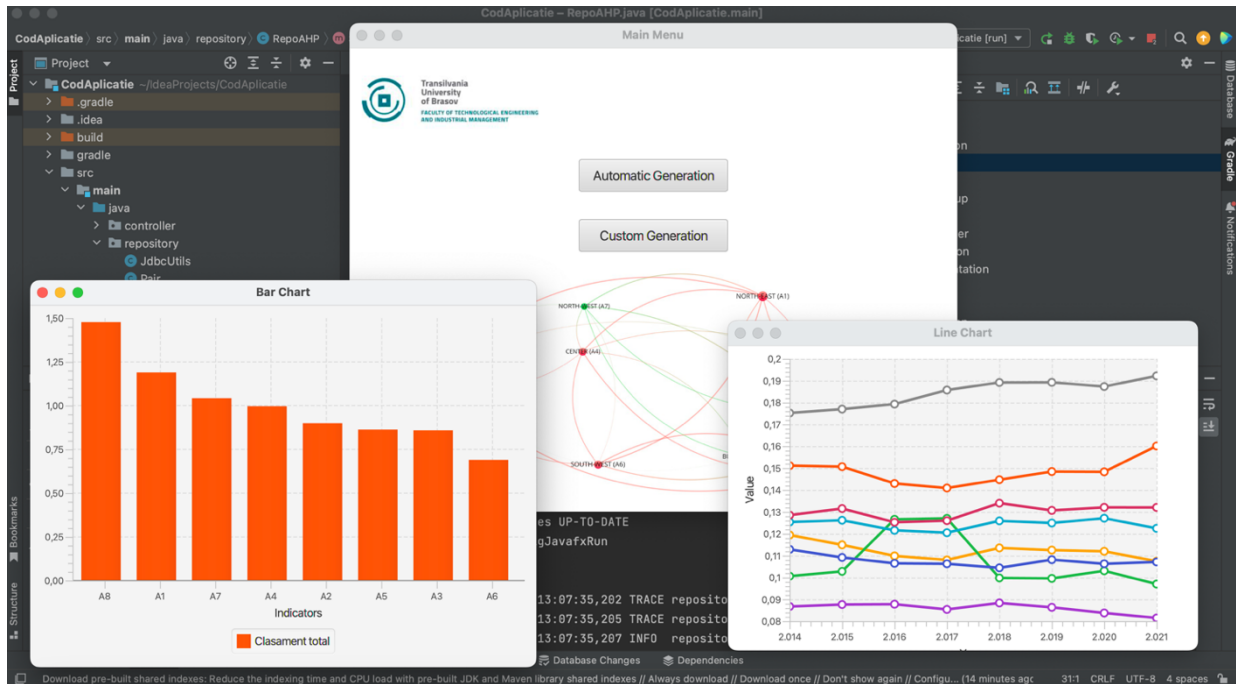 CodAplicatie – RepoAHP.java [CodAplicatie.main]
CodAplicatie src main java repository RepoAHP
catie [run]
Project
Project
CodAplicatie ~/IdeaProjects/CodAplicatie
.gradle
.idea
build
gradle
src
main
java
controller
repository
JdbcUtils
Pair
Main Menu
Transilvania
University
of Brasov
FACULTY OF TECHNOLOGICAL ENGINEERING
AND INDUSTRIAL MANAGEMENT
Automatic Generation
Custom Generation
NORTH-WEST (A7)
NORTH-EAST (A1)
CENTER (A4)
SOUTH-WEST (A6)
Database
Gradle
Notifications
on
up
er
on
tation
Bar Chart
1,50
1,25
1,00
0,75
0,50
0,25
0,00
A8 A1 A7 A4 A2 A5 A3 A6
Indicators
Clasament total
Line Chart
Value
0,2
0,19
0,18
0,16
0,15
0,14
0,12
0,11
0,1
0,09
0,08
2.014 2.015 2.016 2.017 2.018 2.019 2.020 2.021
es UP-TO-DATE
gJavafxRun
13:07:35,202 TRACE reposito
13:07:35,205 TRACE reposito
13:07:35,207 INFO reposito
Bookmarks
Structure
Database Changes Dependencies
Download pre-built shared indexes: Reduce the indexing time and CPU load with pre-built JDK and Maven library shared indexes // Always download // Download once // Don't show again // Configu... (14 minutes agc 31:1 CRLF UTF-8 4 spaces